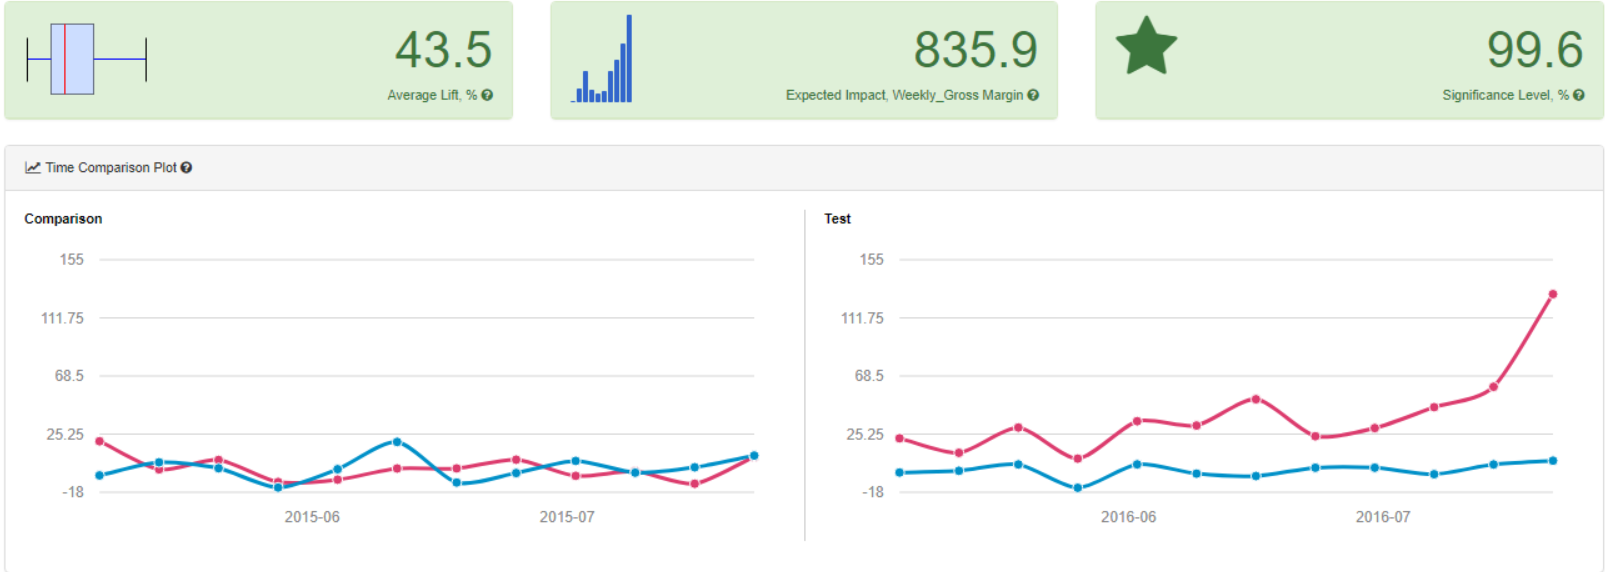 43.5
Average Lift, %
835.9
Expected Impact, Weekly_Gross Margin
99.6
Significance Level, %
Time Comparison Plot
Comparison
155
111.75
68.5
25.25
-18
2015-06 2015-07
Test
155
111.75
68.5
25.25
-18
2016-06 2016-07